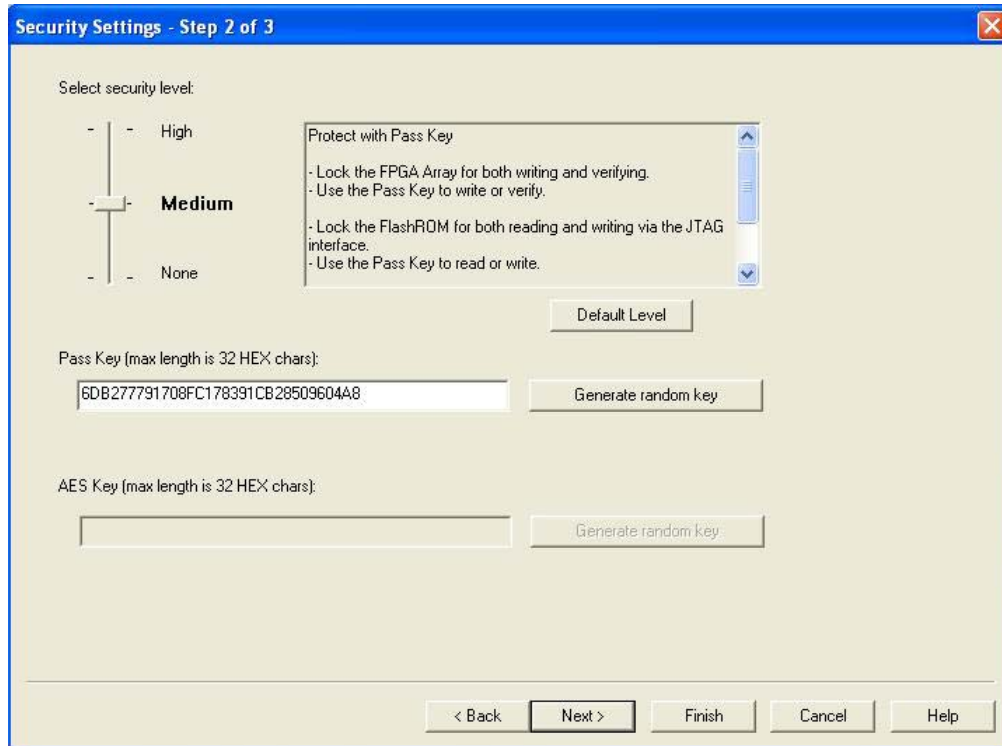 Security Settings - Step 2 of 3
Select security level:
High
Medium
None
Protect with Pass Key
- Lock the FPGA Array for both writing and verifying.
- Use the Pass Key to write or verify.
- Lock the FlashROM for both reading and writing via the JTAG
interface.
- Use the Pass Key to read or write.
Default Level
Pass Key (max length is 32 HEX chars):
6DB277791708FC178391CB28509604A8
Generate random key
AES Key (max length is 32 HEX chars):
Generate random key
< Back
Next >
Finish
Cancel
Help